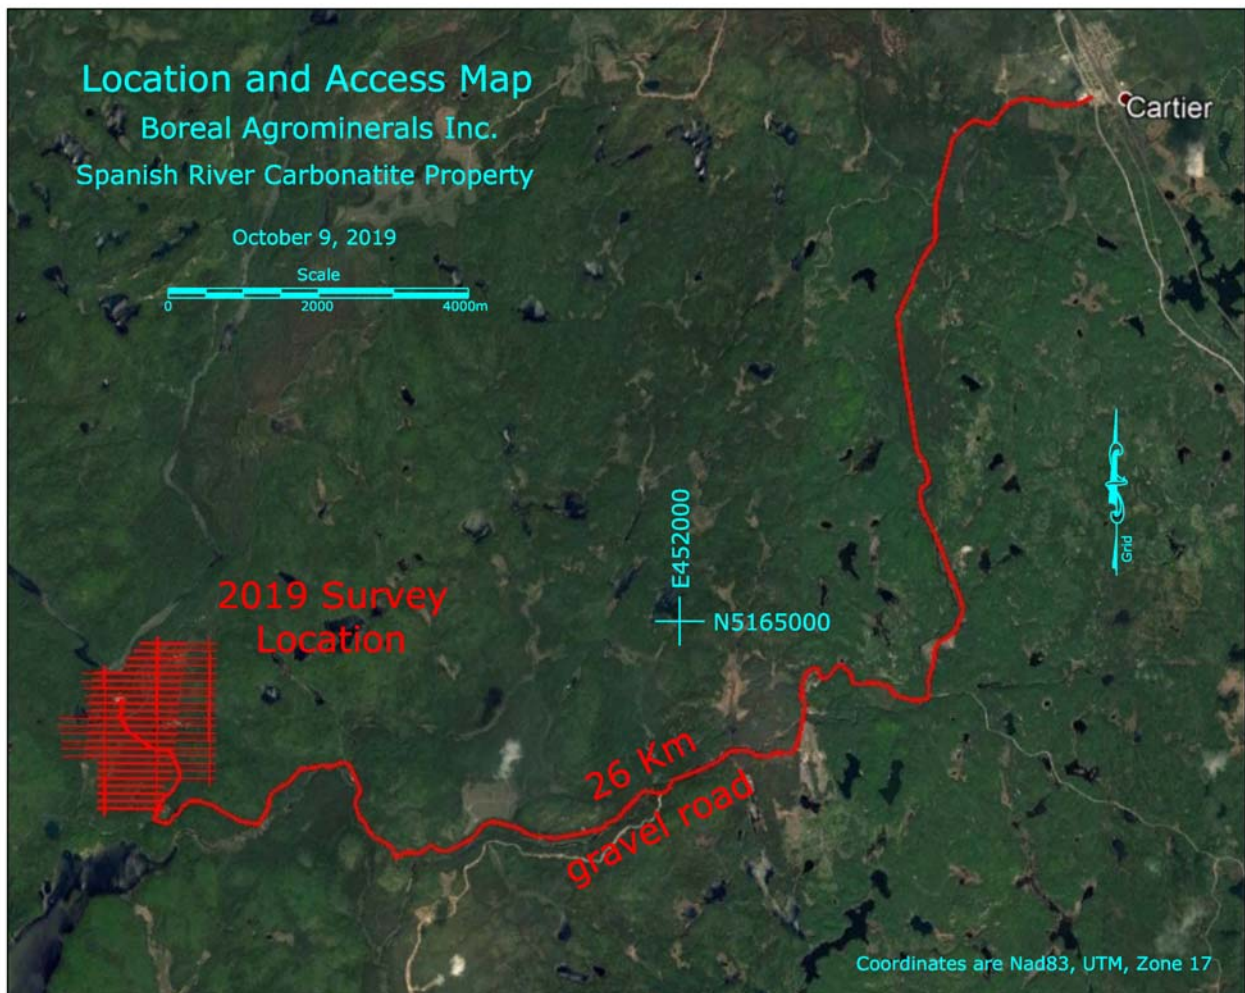 Location and Access Map
Boreal Agrominerals Inc.
Spanish River Carbonatite Property
October 9, 2019
Scale
0 2000 4000m
Cartier
E452000
N5165000
Grid
2019 Survey
Location
26 Km
gravel road
Coordinates are Nad83, UTM, Zone 17